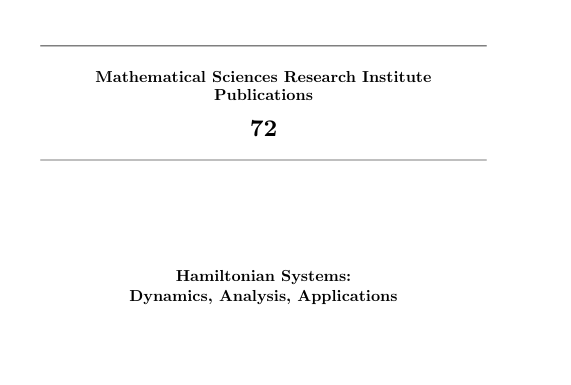 Mathematical Sciences Research Institute
Publications
72
Hamiltonian Systems:
Dynamics, Analysis, Applications